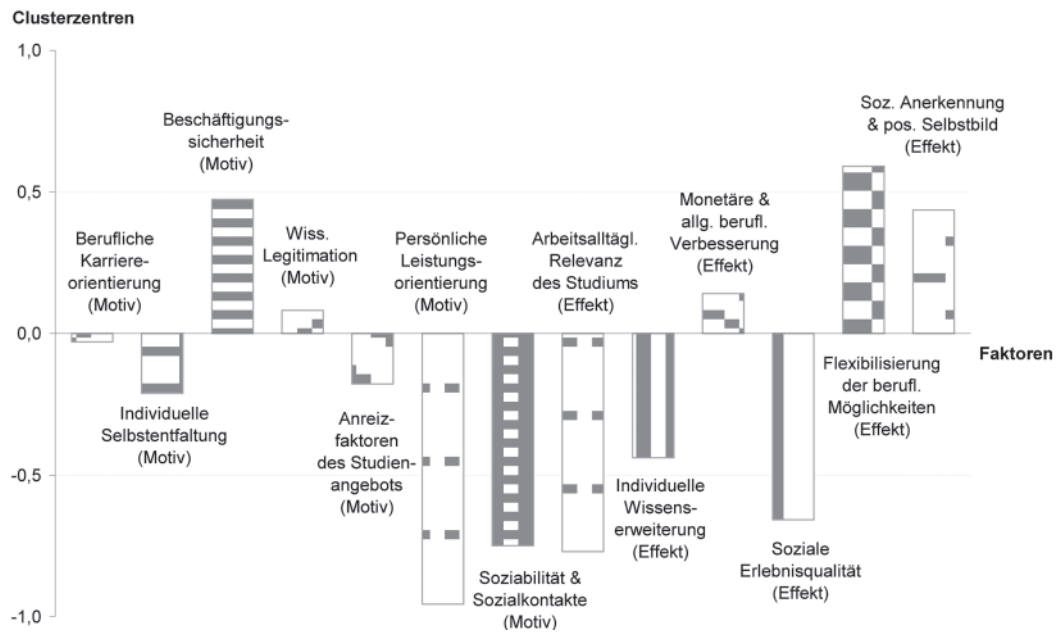 Clusterzentren
1,0
Soz. Anerkennung
& pos. Selbstbild
(Effekt)
Beschäftigungs-
sicherheit
(Motiv)
0,5
Monetäre &
allg. berufl.
Verbesserung
(Effekt)
Berufliche
Karriere-
orientierung
(Motiv)
Wiss.
Legitimation
(Motiv)
Persönliche
Leistungs-
orientierung
(Motiv)
Arbeitsalltägl.
Relevanz
des Studiums
(Effekt)
0,0
Faktoren
Flexibilisierung
der berufl.
Möglichkeiten
(Effekt)
Individuelle
Selbstentfaltung
(Motiv)
Anreiz-
faktoren
des Studien-
angebots
(Motiv)
-0,5
Individuelle
Wissens-
erweiterung
(Effekt)
Soziale
Erlebnisqualität
(Effekt)
Soziabilität &
Sozialkontakte
(Motiv)
-1,0